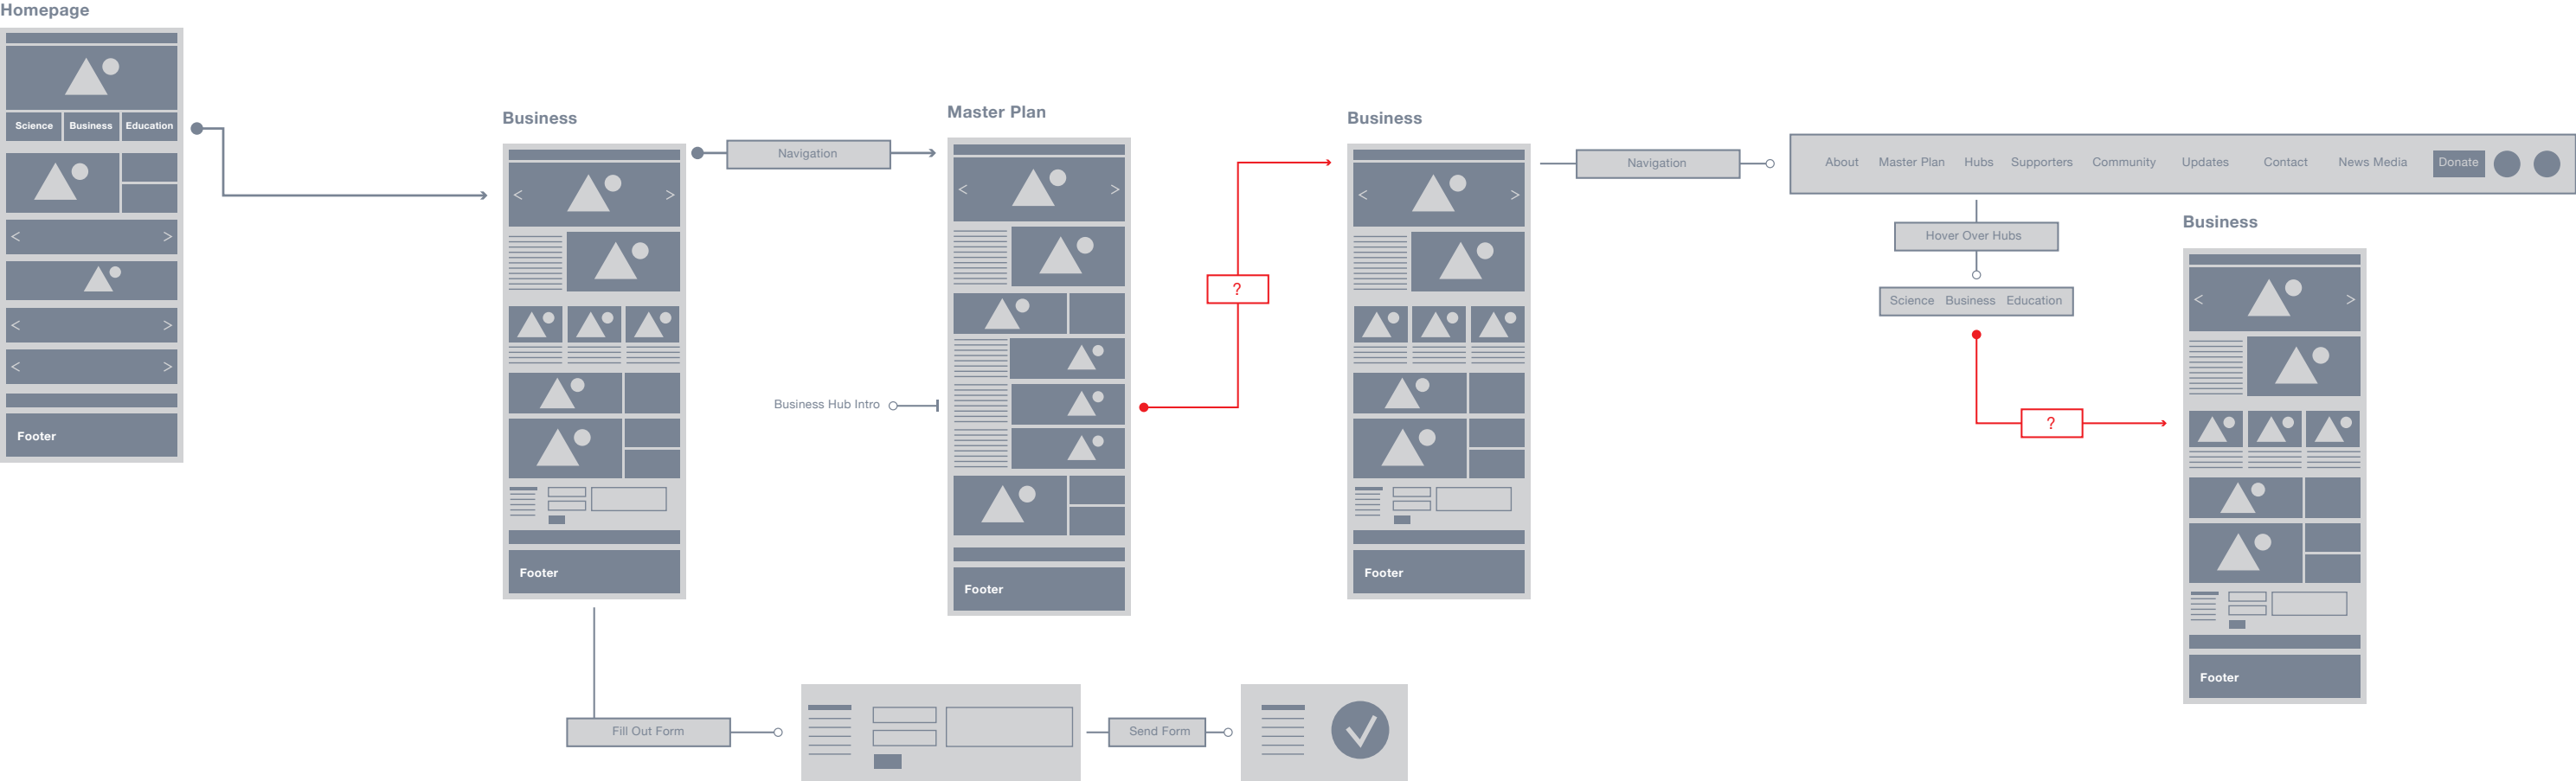 Homepage
Science Business Education
Footer
Business
Footer
Navigation
Master Plan
Footer
Business Hub Intro
?
Business
Footer
Navigation
About Master Plan Hubs Supporters Community Updates Contact News Media Donate
Hover Over Hubs
Science Business Education
?
Business
Footer
Fill Out Form
Send Form